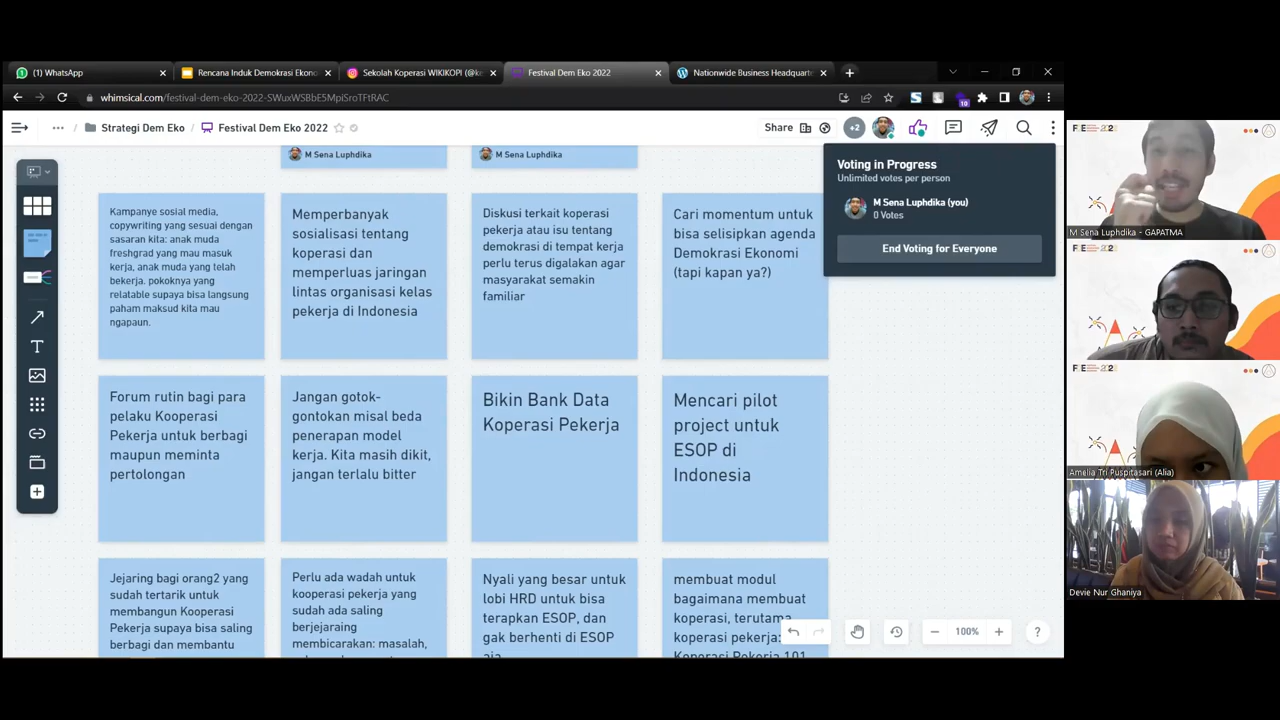 (1) WhatsApp
Rencana Induk Demokrasi Ekono
Sekolah Koperasi WIKIKOPI (@ke
Festival Dem Eko 2022
Nationwide Business Headquarte
whimsical.com/festival-dem-eko-2022-SWuxWSBbE5MpiSroTFtRAC
10
Strategi Dem Eko
Festival Dem Eko 2022
Share
+2
M Sena Luphdika
M Sena Luphdika
Voting in Progress
Unlimited votes per person
M Sena Luphdika (you)
0 Votes
End Voting for Everyone
Kampanye sosial media,
copywriting yang sesuai dengan
sasaran kita: anak muda
freshgrad yang mau masuk
kerja, anak muda yang telah
bekerja. pokoknya yang
relatable supaya bisa langsung
paham maksud kita mau
ngapaun.
Memperbanyak
sosialisasi tentang
koperasi dan
memperluas jaringan
lintas organisasi kelas
pekerja di Indonesia
Diskusi terkait koperasi
pekerja atau isu tentang
demokrasi di tempat kerja
perlu terus digalakan agar
masyarakat semakin
familiar
Cari momentum untuk
bisa selisipkan agenda
Demokrasi Ekonomi
(tapi kapan ya?)
Forum rutin bagi para
pelaku Kooperasi
Pekerja untuk berbagi
maupun meminta
pertolongan
Jangan gotok-
gontokan misal beda
penerapan model
kerja. Kita masih dikit,
jangan terlalu bitter
Bikin Bank Data
Koperasi Pekerja
Mencari pilot
project untuk
ESOP di
Indonesia
Jejaring bagi orang2 yang
sudah tertarik untuk
membangun Kooperasi
Pekerja supaya bisa saling
berbagi dan membantu
Perlu ada wadah untuk
kooperasi pekerja yang
sudah ada saling
berjejaraing
membicarakan: masalah,
Nyali yang besar untuk
lobi HRD untuk bisa
terapkan ESOP, dan
gak berhenti di ESOP
aja
membuat modul
bagaimana membuat
koperasi, terutama
koperasi pekerja:
Koperasi Pekerja 101
100%
?
M Sena Luphdika - GAPATMA
Amelia Tri Puspitasari (Alia)
Devie Nur Ghaniya